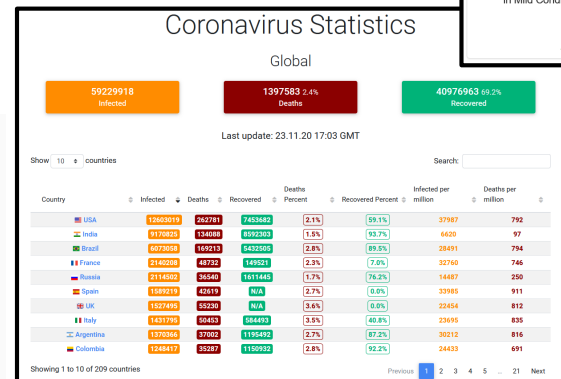 In Mild Cond
Coronavirus Statistics
Global
59229918
Infected
1397583 2.4%
Deaths
40976963 69.2%
Recovered
Last update: 23.11.20 17:03 GMT
Show 10 countries Search:
Country Infected Deaths Recovered Deaths Percent Recovered Percent Infected per million Deaths per million
USA 12603019 262781 7453682 2.1% 59.1% 37987 792
India 9170825 134088 8592303 1.5% 93.7% 6620 97
Brazil 6073058 169213 5432505 2.8% 89.5% 28491 794
France 2140208 48732 149521 2.3% 7.0% 32760 746
Russia 2114502 36540 1611445 1.7% 76.2% 14487 250
Spain 1589219 42619 N/A 2.7% 0.0% 33985 911
UK 1527495 55230 N/A 3.6% 0.0% 22454 812
Italy 1431795 50453 584493 3.5% 40.8% 23695 835
Argentina 1370366 37002 1195492 2.7% 87.2% 30212 816
Colombia 1248417 35287 1150932 2.8% 92.2% 24433 691
Showing 1 to 10 of 209 countries Previous 1 2 3 4 5 … 21 Next